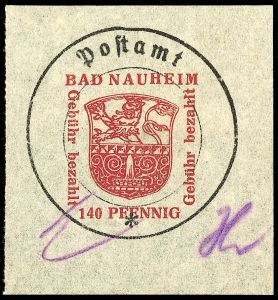 Postamt
BAD NAUHEIM
Gebühr bezahlt
Gebühr bezahlt
140 PFENNIG